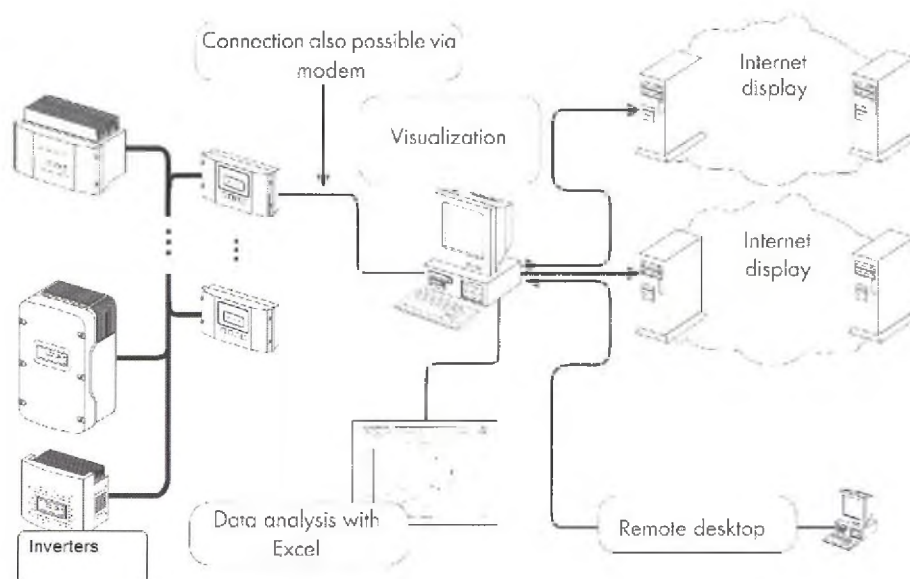 Connection also possible via
modem
Visualization
Internet
display
Internet
display
Data analysis with
Excel
Remote desktop
Inverters